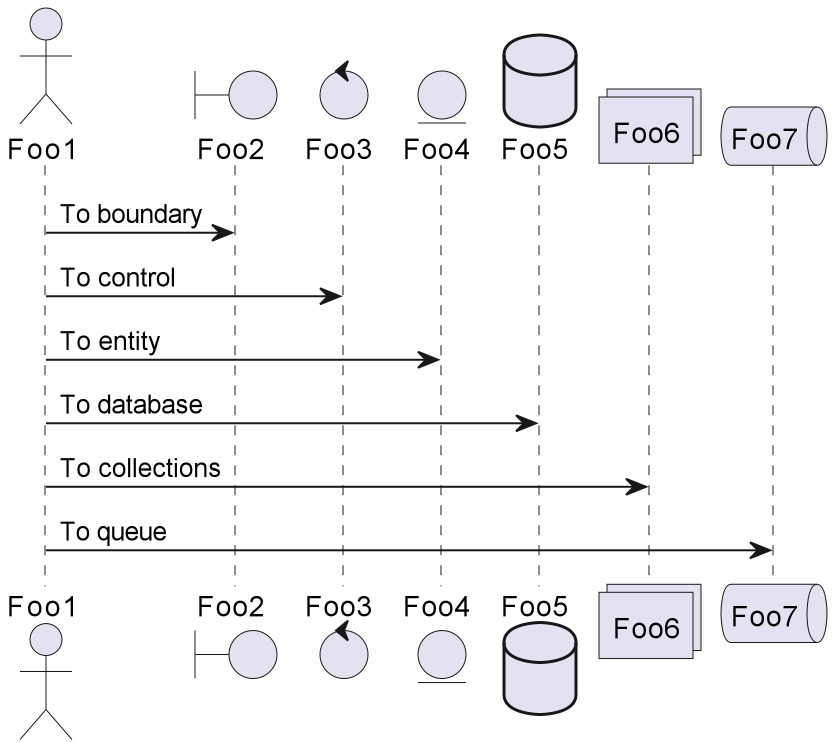 Foo1 Foo2 Foo3 Foo4 Foo5 Foo6 Foo7
To boundary
To control
To entity
To database
To collections
To queue
Foo1 Foo2 Foo3 Foo4 Foo5 Foo6 Foo7